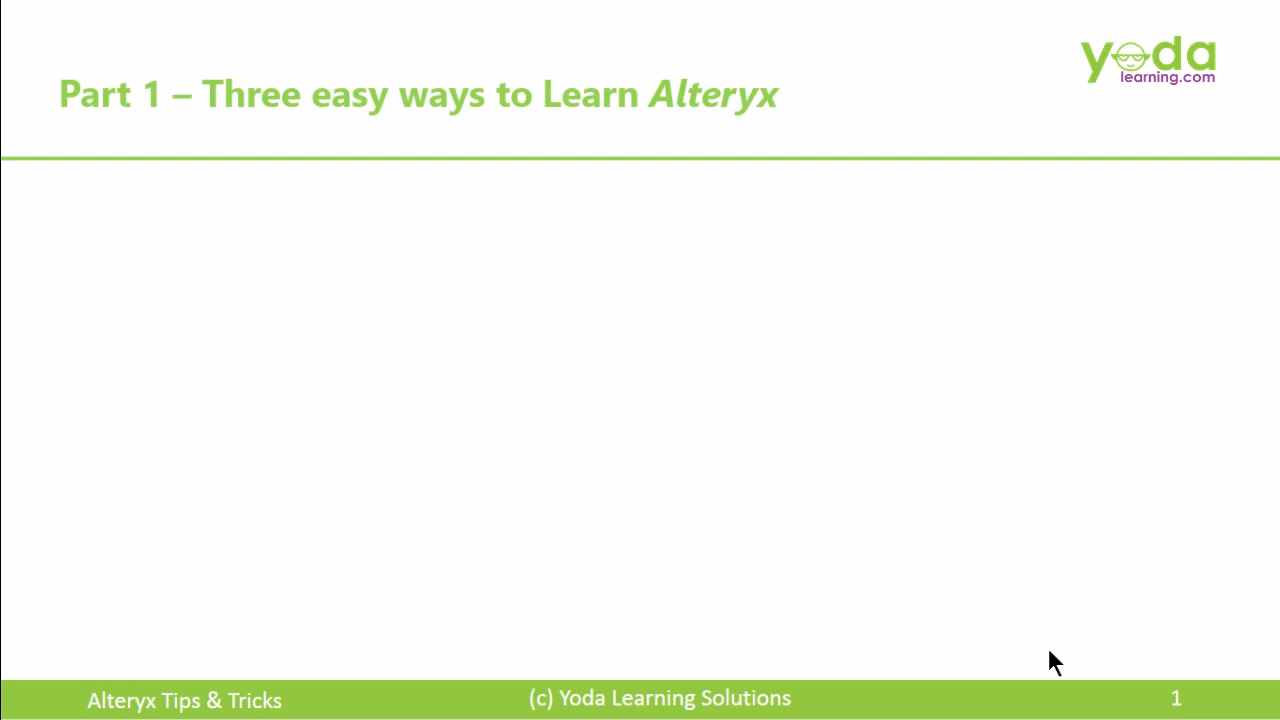 yoda
learning.com
Part 1 – Three easy ways to Learn Alteryx
Alteryx Tips & Tricks
(c) Yoda Learning Solutions
1